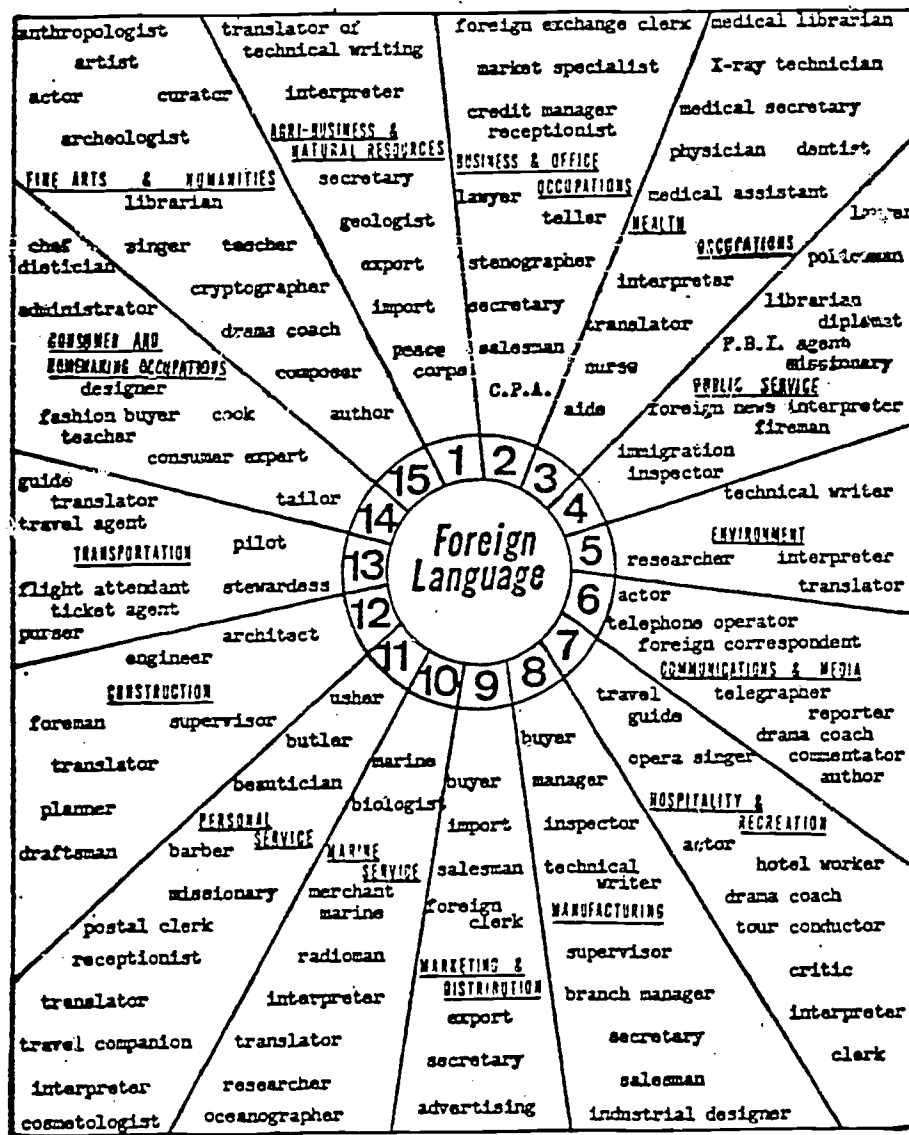 Foreign
Language
1
translator of
technical writing
interpreter
AGRI-BUSINESS &
NATURAL RESOURCES
secretary
geologist
export
import
peace
corps
2
foreign exchange clerk
market specialist
credit manager
receptionist
BUSINESS & OFFICE
lawyer OCCUPATIONS
teller
stenographer
secretary
salesman
C.P.A.
3
medical librarian
X-ray technician
medical secretary
physician dentist
medical assistant
HEALTH
OCCUPATIONS
interpreter
translator
nurse
aide
4
lawyer
policeman
librarian
diplomat
F.B.I. agent
missionary
PUBLIC SERVICE
foreign news interpreter
fireman
immigration
inspector
5
technical writer
ENVIRONMENT
researcher interpreter
translator
6
actor
telephone operator
foreign correspondent
COMMUNICATIONS & MEDIA
telegrapher
reporter
drama coach
commentator
author
7
travel
guide
opera singer
HOSPITALITY &
RECREATION
actor
hotel worker
drama coach
tour conductor
critic
interpreter
clerk
8
buyer
manager
inspector
technical
writer
MANUFACTURING
supervisor
branch manager
secretary
salesman
industrial designer
9
buyer
import
salesman
foreign
clerk
MARKETING &
DISTRIBUTION
export
secretary
advertising
10
marine
biologist
MARINE
SERVICE
merchant
marine
radioman
interpreter
translator
researcher
oceanographer
11
usher
butler
beautician
PERSONAL
SERVICE
barber
missionary
postal clerk
receptionist
translator
travel companion
interpreter
cosmetologist
12
architect
engineer
CONSTRUCTION
foreman supervisor
translator
planner
draftsman
13
guide
translator
travel agent
TRANSPORTATION
pilot
flight attendant stewardess
ticket agent
purser
14
chef
dietician
administrator
CONSUMER AND
HOMEMAKING OCCUPATIONS
designer
fashion buyer cook
teacher
consumer expert
tailor
15
anthropologist
artist
actor curator
archeologist
FINE ARTS & HUMANITIES
librarian
singer teacher
cryptographer
drama coach
composer
author